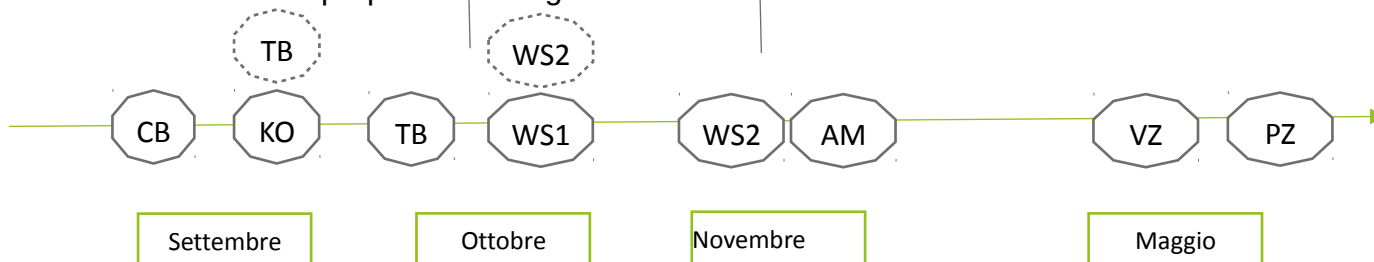 TB WS2
CB KO TB WS1 WS2 AM VZ PZ
Settembre Ottobre Novembre Maggio